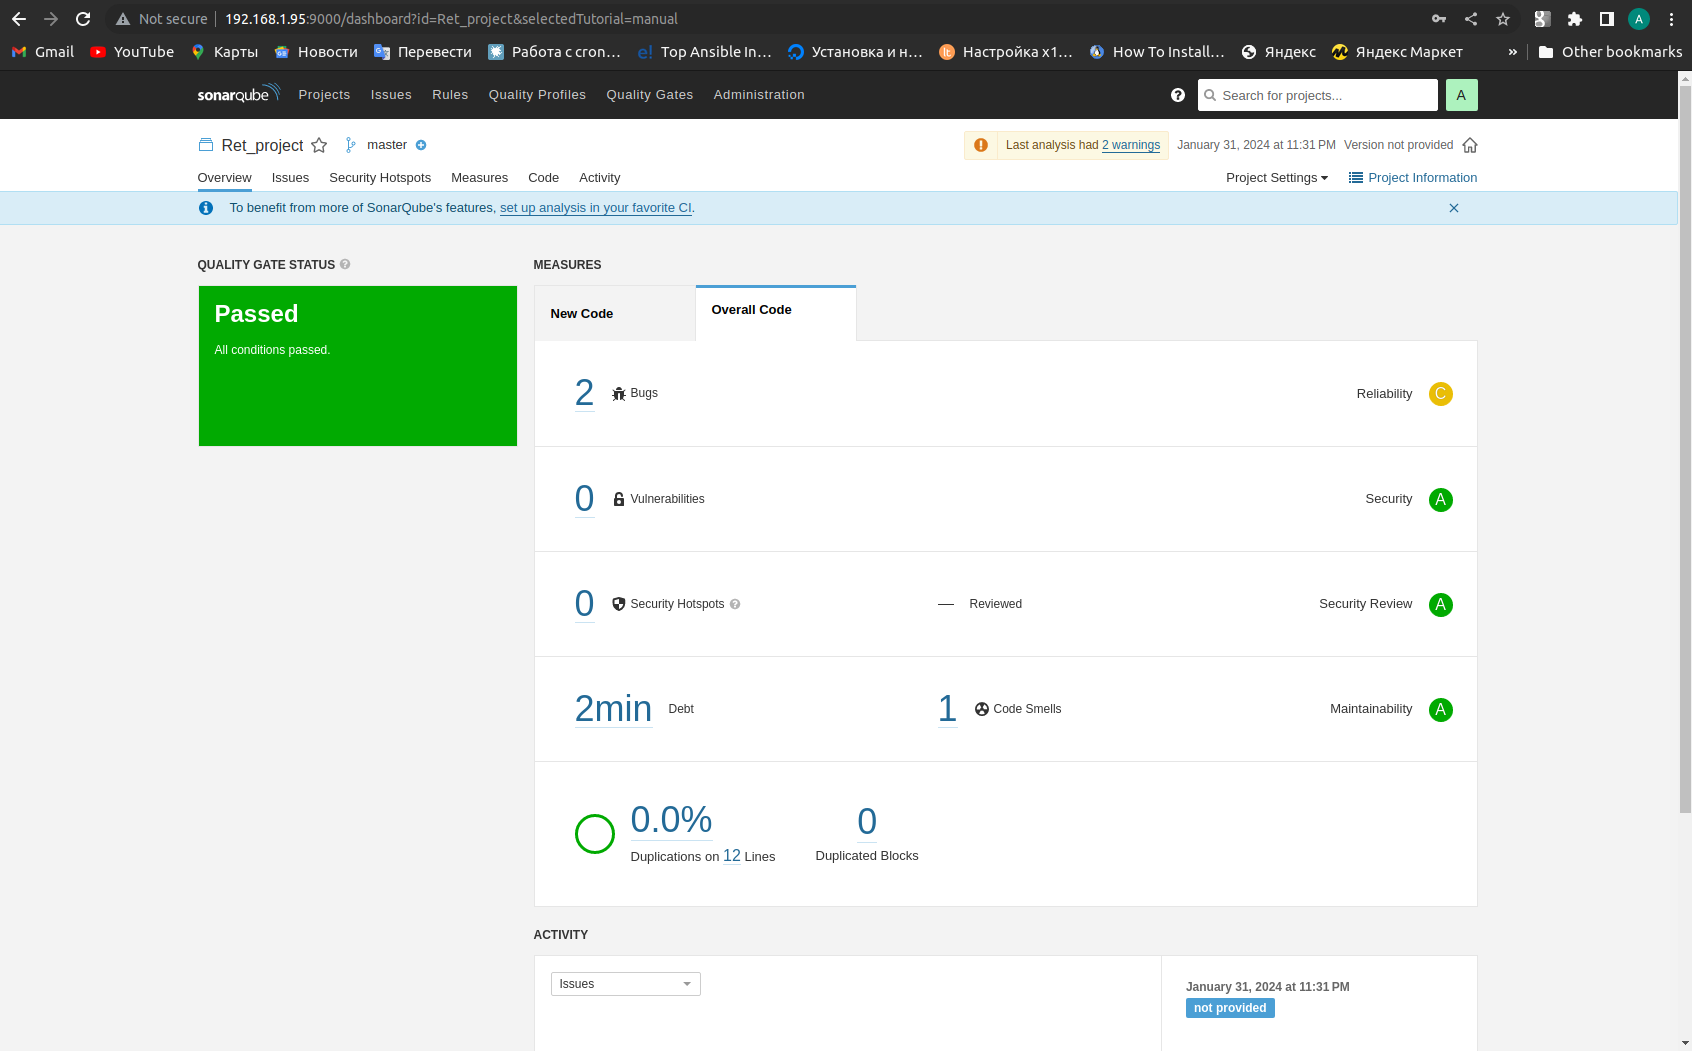 Not secure 192.168.1.95:9000/dashboard?id=Ret_project&selectedTutorial=manual A
Gmail YouTube Карты Новости Перевести Работа с cron… Top Ansible In… Установка и н… Настройка x1… How To Install… Яндекс Яндекс Маркет » Other bookmarks
sonarqube Projects Issues Rules Quality Profiles Quality Gates Administration ? Search for projects... A
Ret_project master Last analysis had 2 warnings January 31, 2024 at 11:31 PM Version not provided
Overview Issues Security Hotspots Measures Code Activity Project Settings Project Information
To benefit from more of SonarQube's features, set up analysis in your favorite CI.
QUALITY GATE STATUS ?
Passed
All conditions passed.
MEASURES
New Code Overall Code
2 Bugs Reliability C
0 Vulnerabilities Security A
0 Security Hotspots ? — Reviewed Security Review A
2min Debt 1 Code Smells Maintainability A
0.0% 0
Duplications on 12 Lines Duplicated Blocks
ACTIVITY
Issues
January 31, 2024 at 11:31 PM
not provided